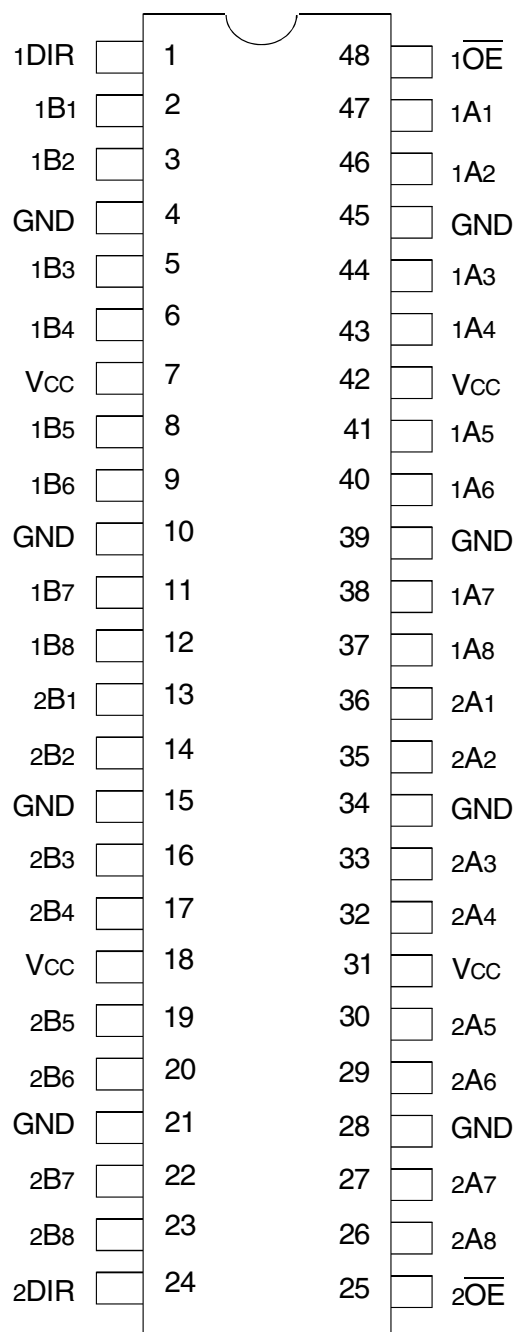 1DIR 1 48 1O̅E̅
1B1 2 47 1A1
1B2 3 46 1A2
GND 4 45 GND
1B3 5 44 1A3
1B4 6 43 1A4
VCC 7 42 VCC
1B5 8 41 1A5
1B6 9 40 1A6
GND 10 39 GND
1B7 11 38 1A7
1B8 12 37 1A8
2B1 13 36 2A1
2B2 14 35 2A2
GND 15 34 GND
2B3 16 33 2A3
2B4 17 32 2A4
VCC 18 31 VCC
2B5 19 30 2A5
2B6 20 29 2A6
GND 21 28 GND
2B7 22 27 2A7
2B8 23 26 2A8
2DIR 24 25 2O̅E̅